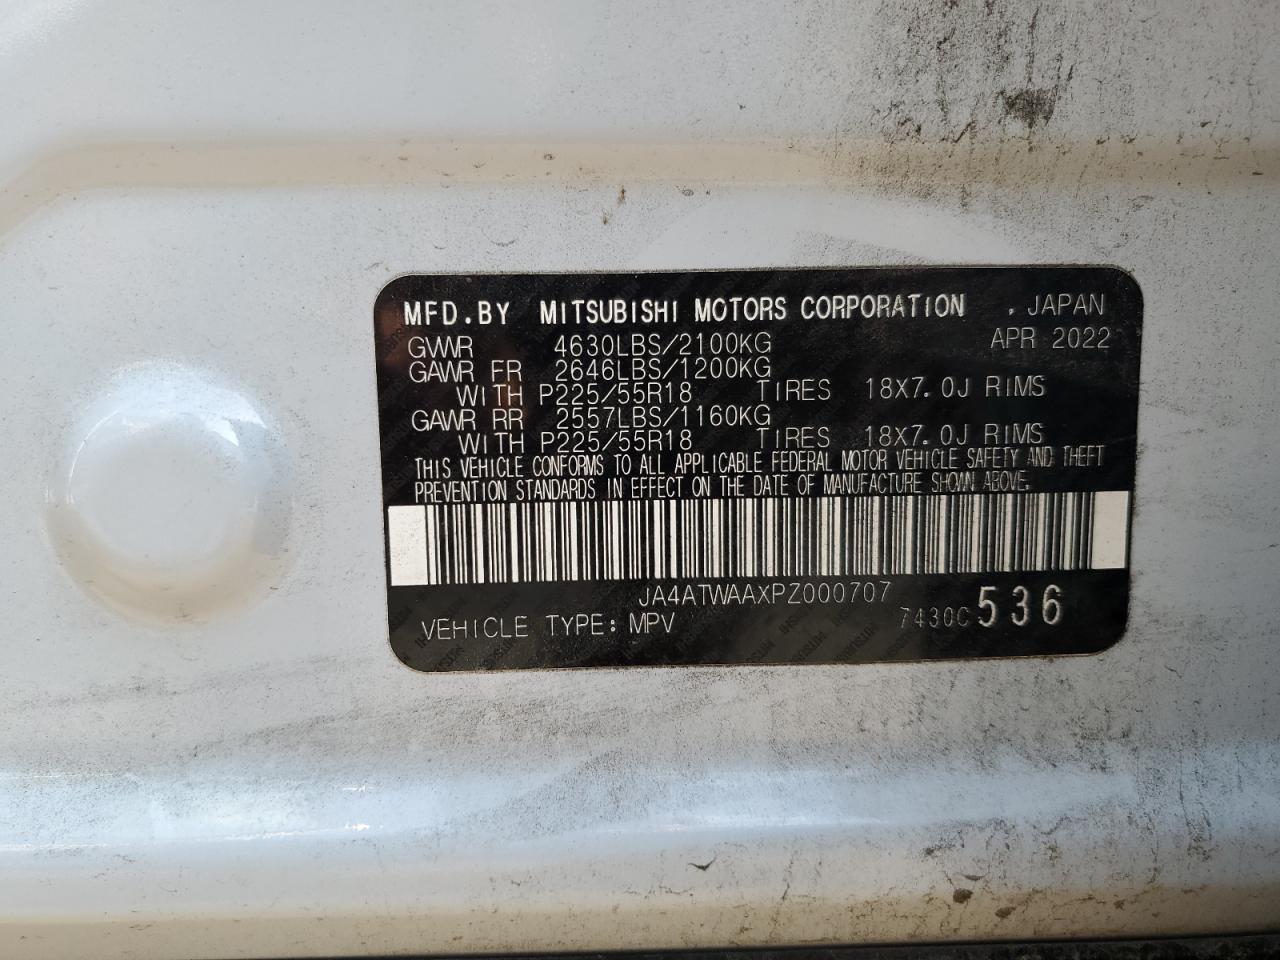 MFD.BY MITSUBISHI MOTORS CORPORATION . JAPAN
GVWR 4630LBS/2100KG APR 2022
GAWR FR 2646LBS/1200KG
WITH P225/55R18 TIRES 18X7.0J RIMS
GAWR RR 2557LBS/1160KG
WITH P225/55R18 TIRES 18X7.0J RIMS
THIS VEHICLE CONFORMS TO ALL APPLICABLE FEDERAL MOTOR VEHICLE SAFETY AND THEFT
PREVENTION STANDARDS IN EFFECT ON THE DATE OF MANUFACTURE SHOWN ABOVE.
JA4ATWAAXPZ000707
VEHICLE TYPE: MPV 7430C 536